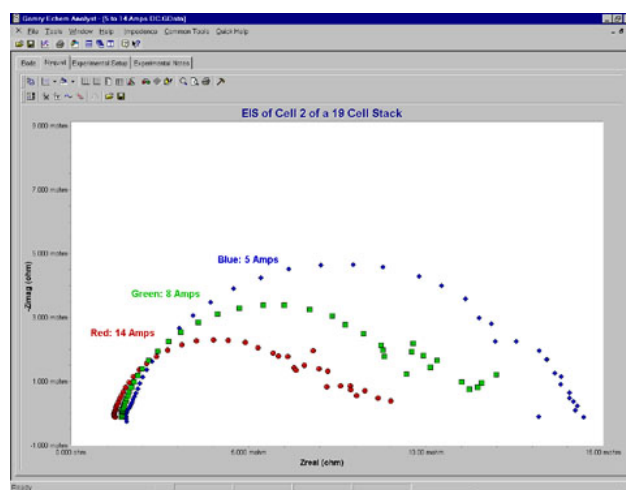 Gamry Echem Analyst - [5 to 14 Amps DC.GData]
File Tools Window Help Impedance Common Tools Quick Help
Bode Nyquist Experimental Setup Experimental Notes
EIS of Cell 2 of a 19 Cell Stack
9.000 mohm
7.000 mohm
5.000 mohm
Blue: 5 Amps
-Zimag (ohm)
Green: 8 Amps
3.000 mohm
Red: 14 Amps
1.000 mohm
-1.000 mohm
0.000 ohm 5.000 mohm 10.00 mohm 15.00 mohm
Zreal (ohm)
Ready